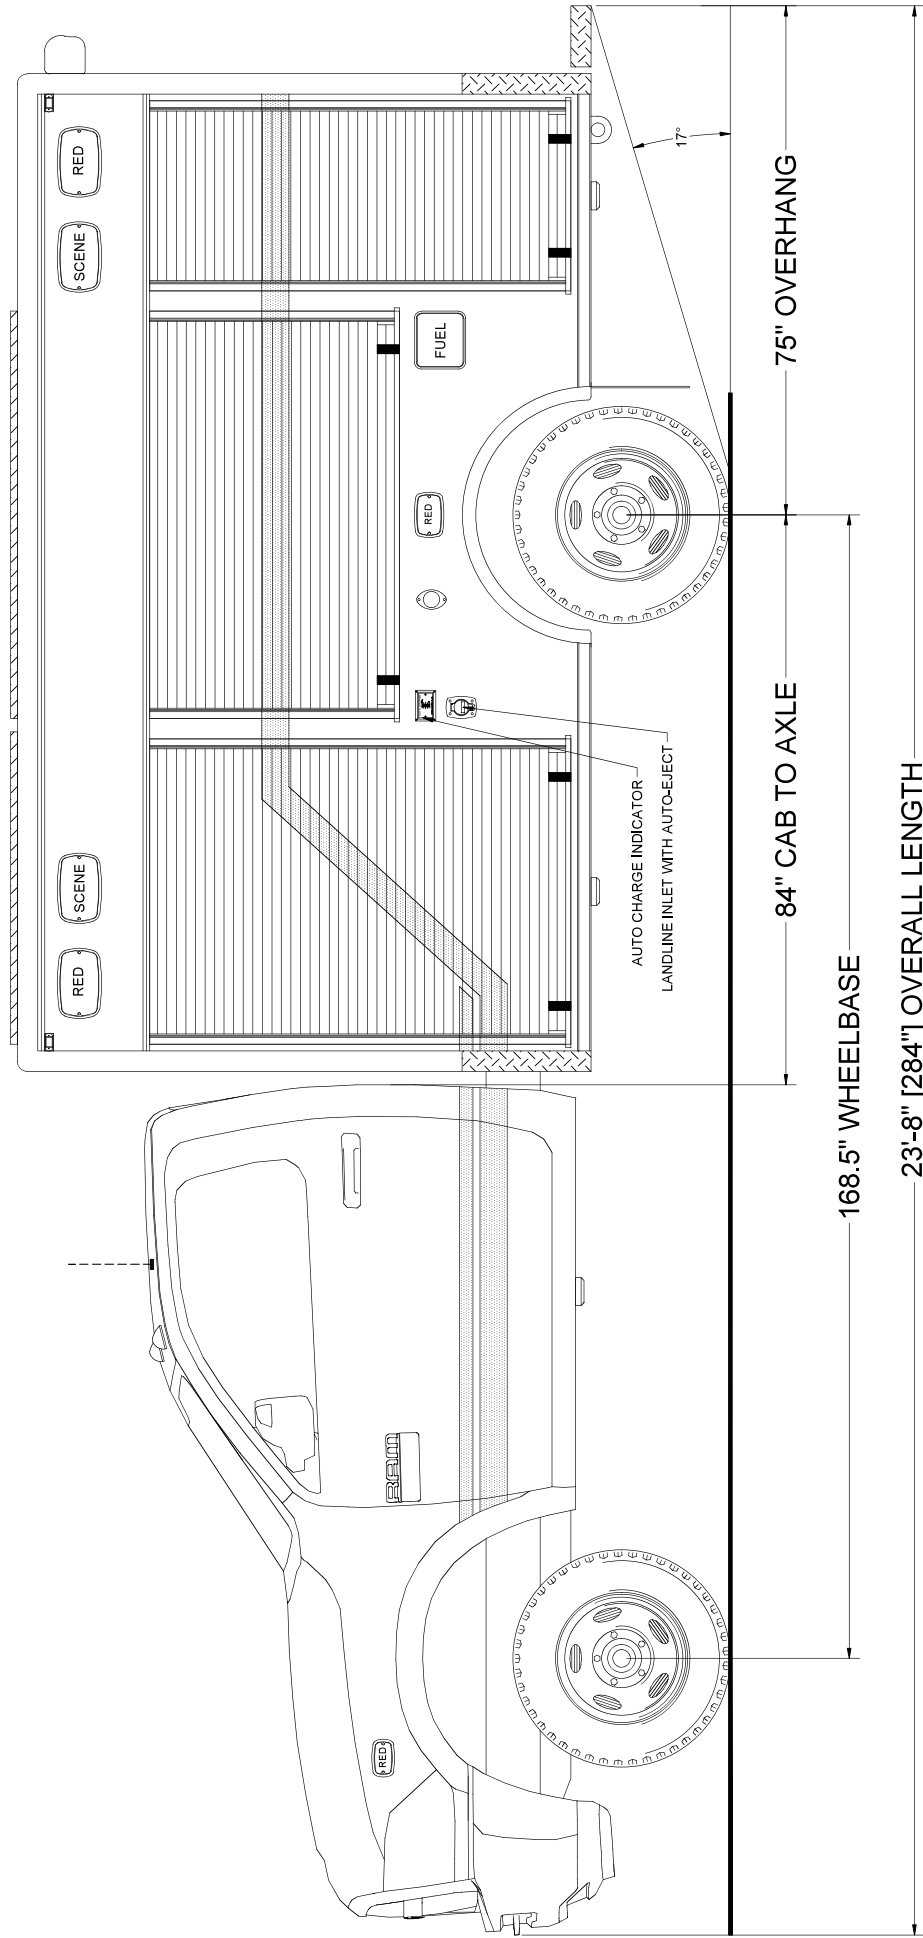 RED
SCENE
SCENE
RED
FUEL
RED
17°
AUTO CHARGE INDICATOR
LANDLINE INLET WITH AUTO-EJECT
RAM
RED
75" OVERHANG
84" CAB TO AXLE
168.5" WHEELBASE
23'-8" [284"] OVERALL LENGTH